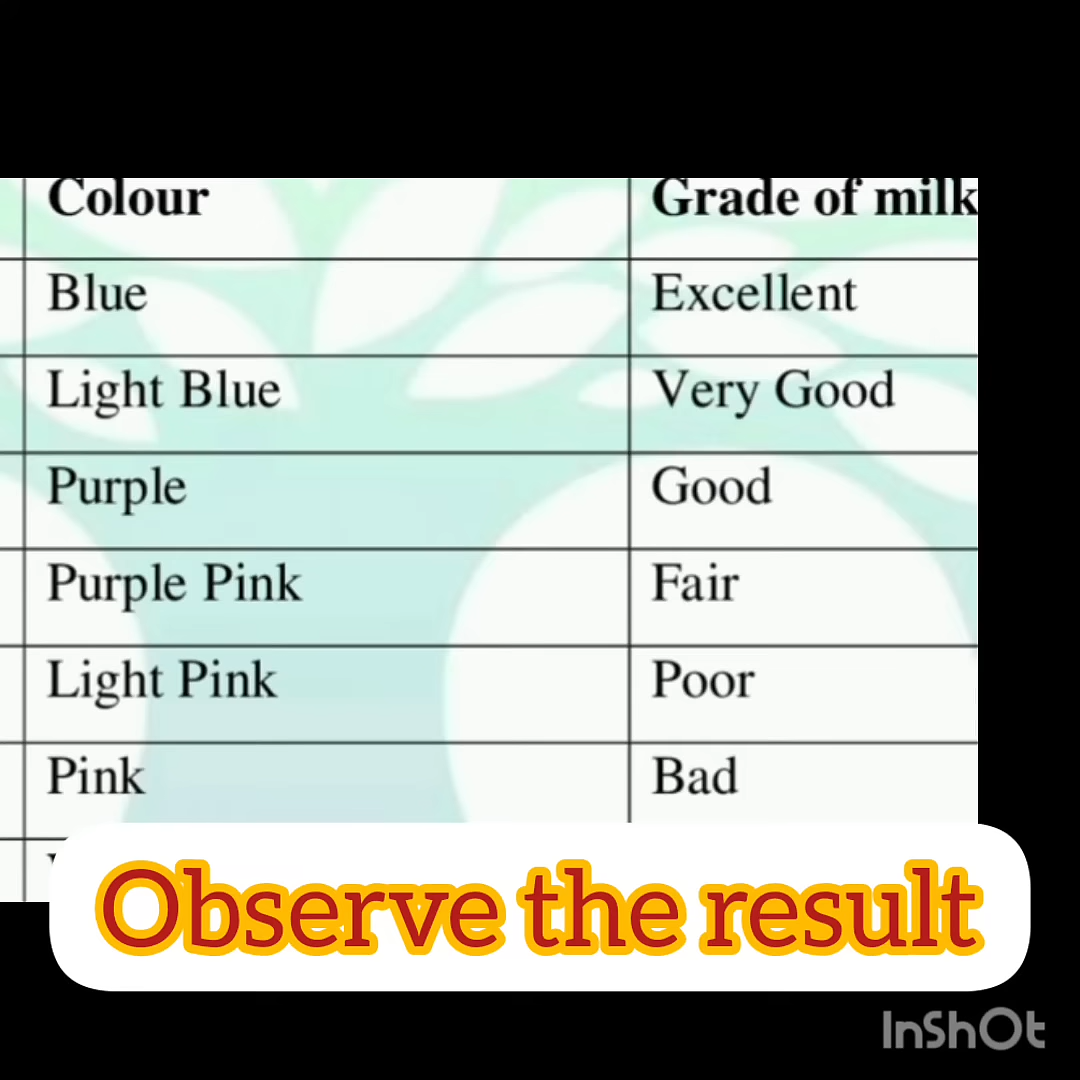 Colour Grade of milk
Blue Excellent
Light Blue Very Good
Purple Good
Purple Pink Fair
Light Pink Poor
Pink Bad
Observe the result
InShOt